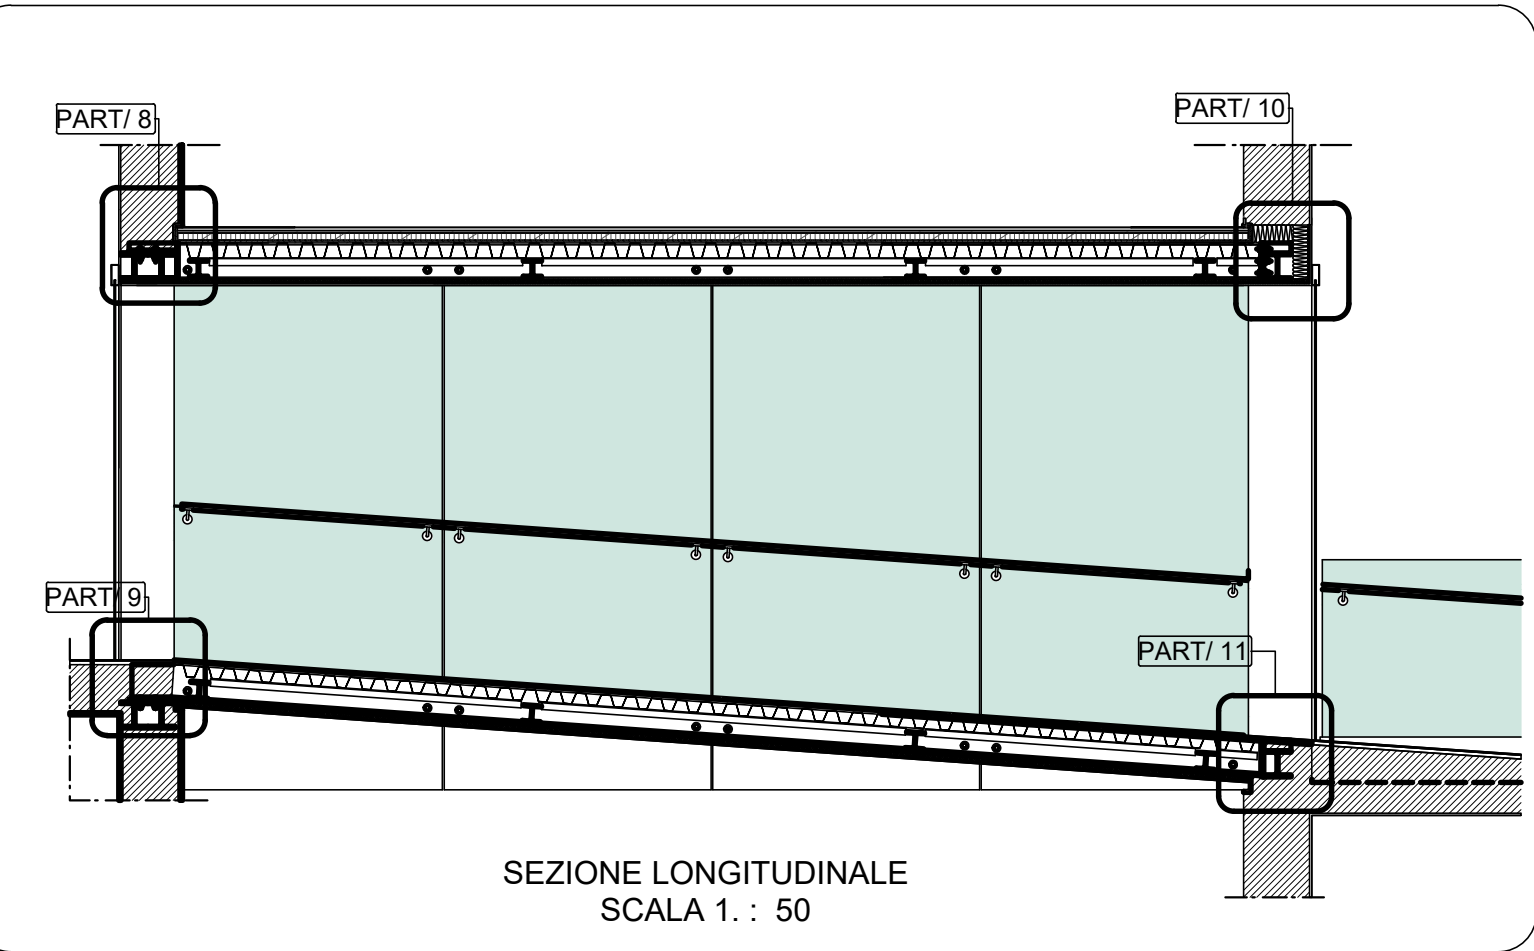 PART/ 8
PART/ 10
PART/ 9
PART/ 11
SEZIONE LONGITUDINALE
SCALA 1. : 50